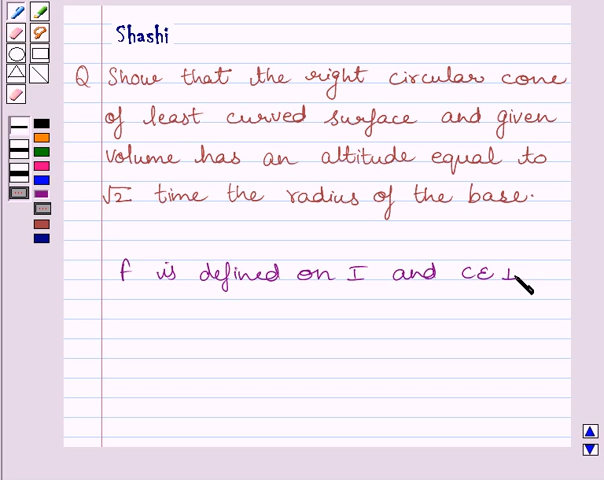 Shashi
Q Show that the right circular cone
of least curved surface and given
volume has an altitude equal to
√2 time the radius of the base.
f is defined on I and c ε I